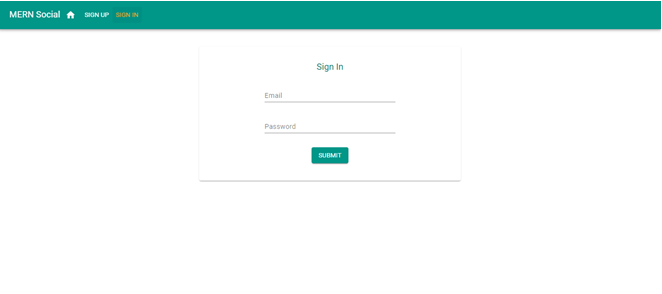 MERN Social SIGN UP SIGN IN
Sign In
Email
Password
SUBMIT